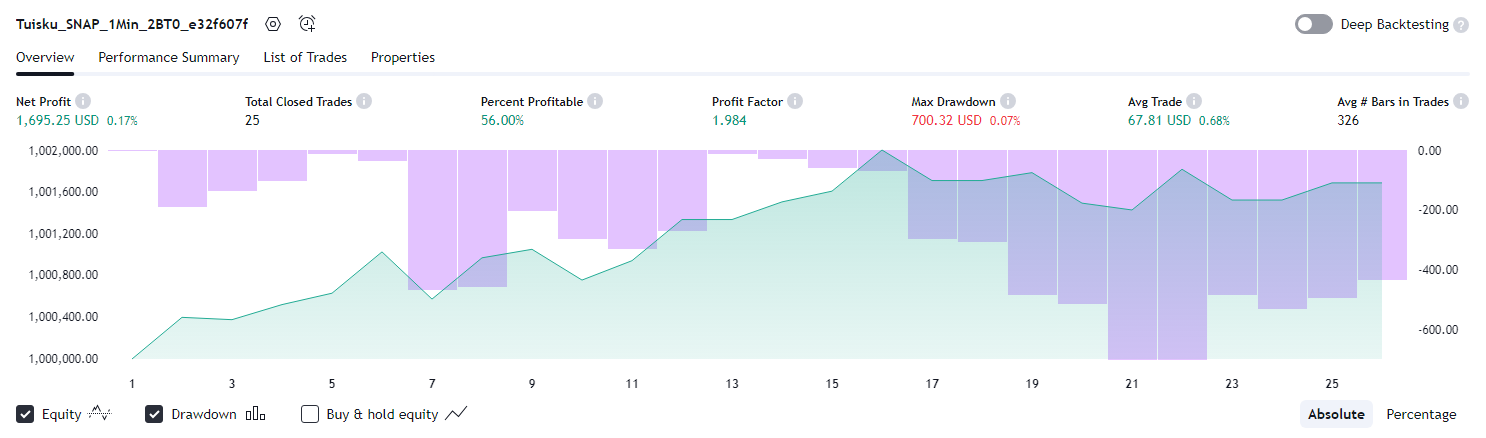 Tuisku_SNAP_1Min_2BT0_e32f607f Deep Backtesting ?
Overview Performance Summary List of Trades Properties
Net Profit Total Closed Trades Percent Profitable Profit Factor Max Drawdown Avg Trade Avg # Bars in Trades
1,695.25 USD 0.17% 25 56.00% 1.984 700.32 USD 0.07% 67.81 USD 0.68% 326
1,002,000.00 0.00
1,001,600.00
-200.00
1,001,200.00
1,000,800.00 -400.00
1,000,400.00
-600.00
1,000,000.00
1 3 5 7 9 11 13 15 17 19 21 23 25
Equity Drawdown Buy & hold equity Absolute Percentage